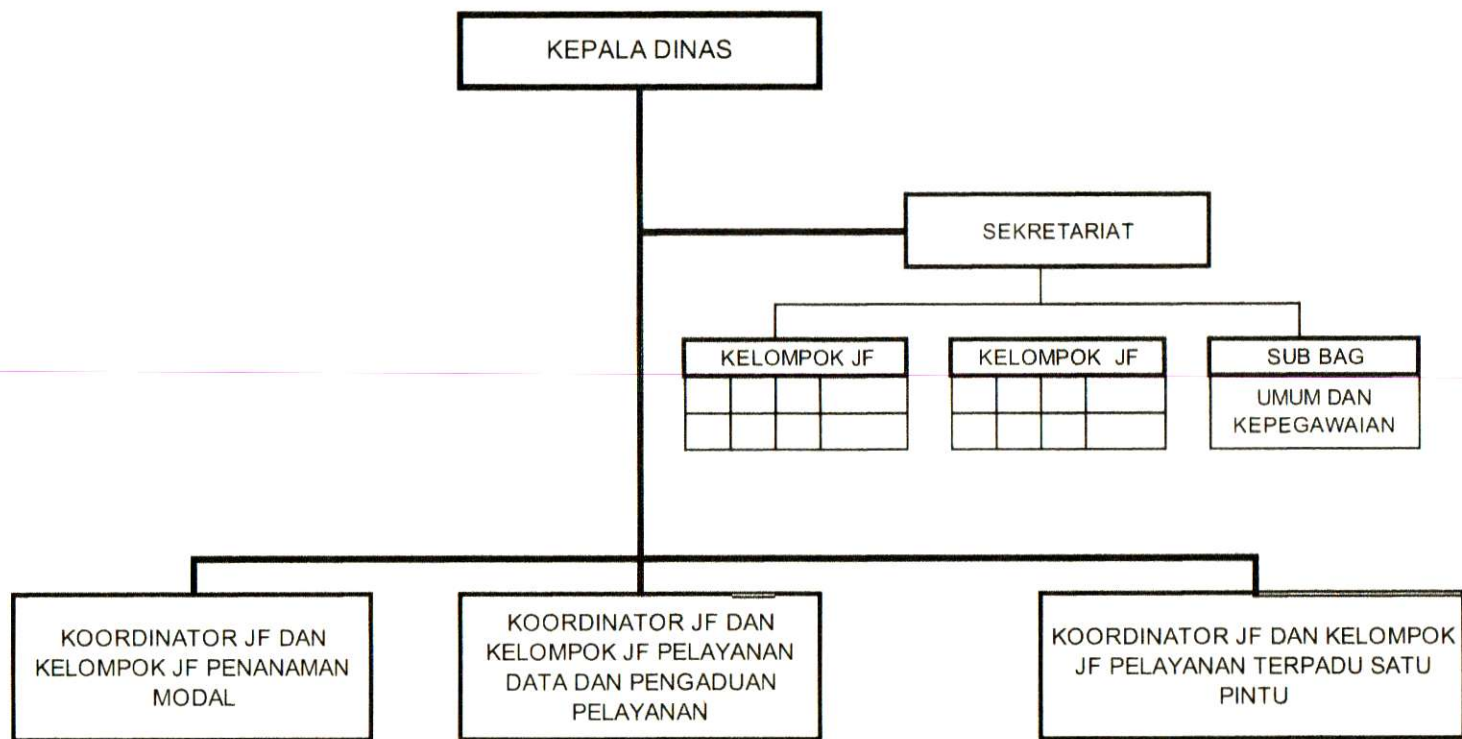 KEPALA DINAS
SEKRETARIAT
KELOMPOK JF
KELOMPOK JF
SUB BAG
UMUM DAN
KEPEGAWAIAN
KOORDINATOR JF DAN
KELOMPOK JF PENANAMAN
MODAL
KOORDINATOR JF DAN
KELOMPOK JF PELAYANAN
DATA DAN PENGADUAN
PELAYANAN
KOORDINATOR JF DAN KELOMPOK
JF PELAYANAN TERPADU SATU
PINTU